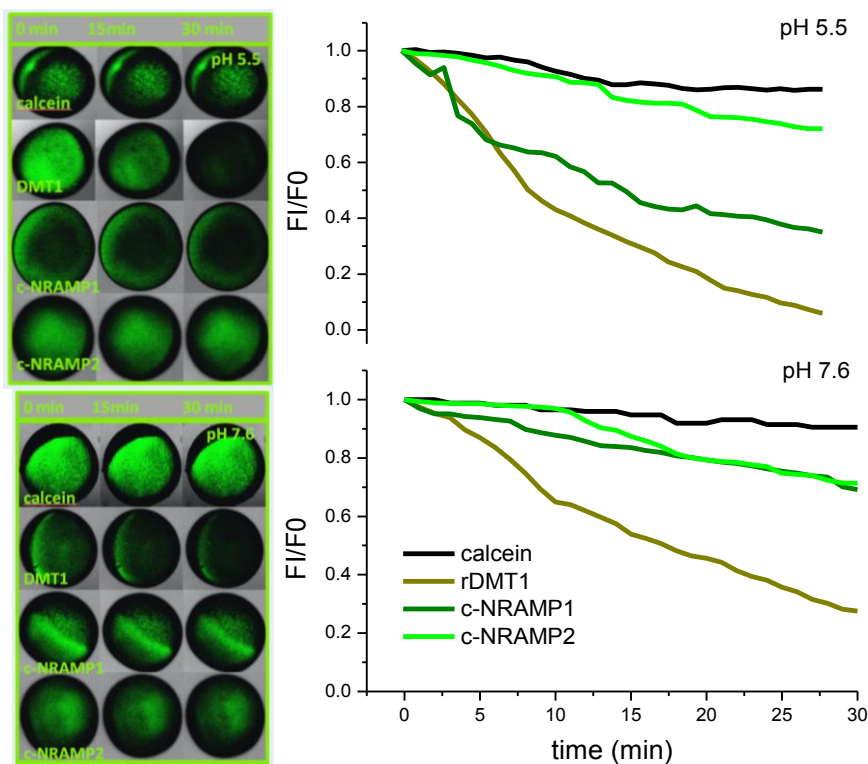 0 min 15min 30 min
pH 5.5
calcein
DMT1
c-NRAMP1
c-NRAMP2
0 min 15min 30 min
pH 7.6
calcein
DMT1
c-NRAMP1
c-NRAMP2
pH 5.5
1.0
0.8
0.6
0.4
0.2
0.0
FI/F0
pH 7.6
1.0
0.8
0.6
0.4
0.2
0.0
FI/F0
calcein
rDMT1
c-NRAMP1
c-NRAMP2
0 5 10 15 20 25 30
time (min)